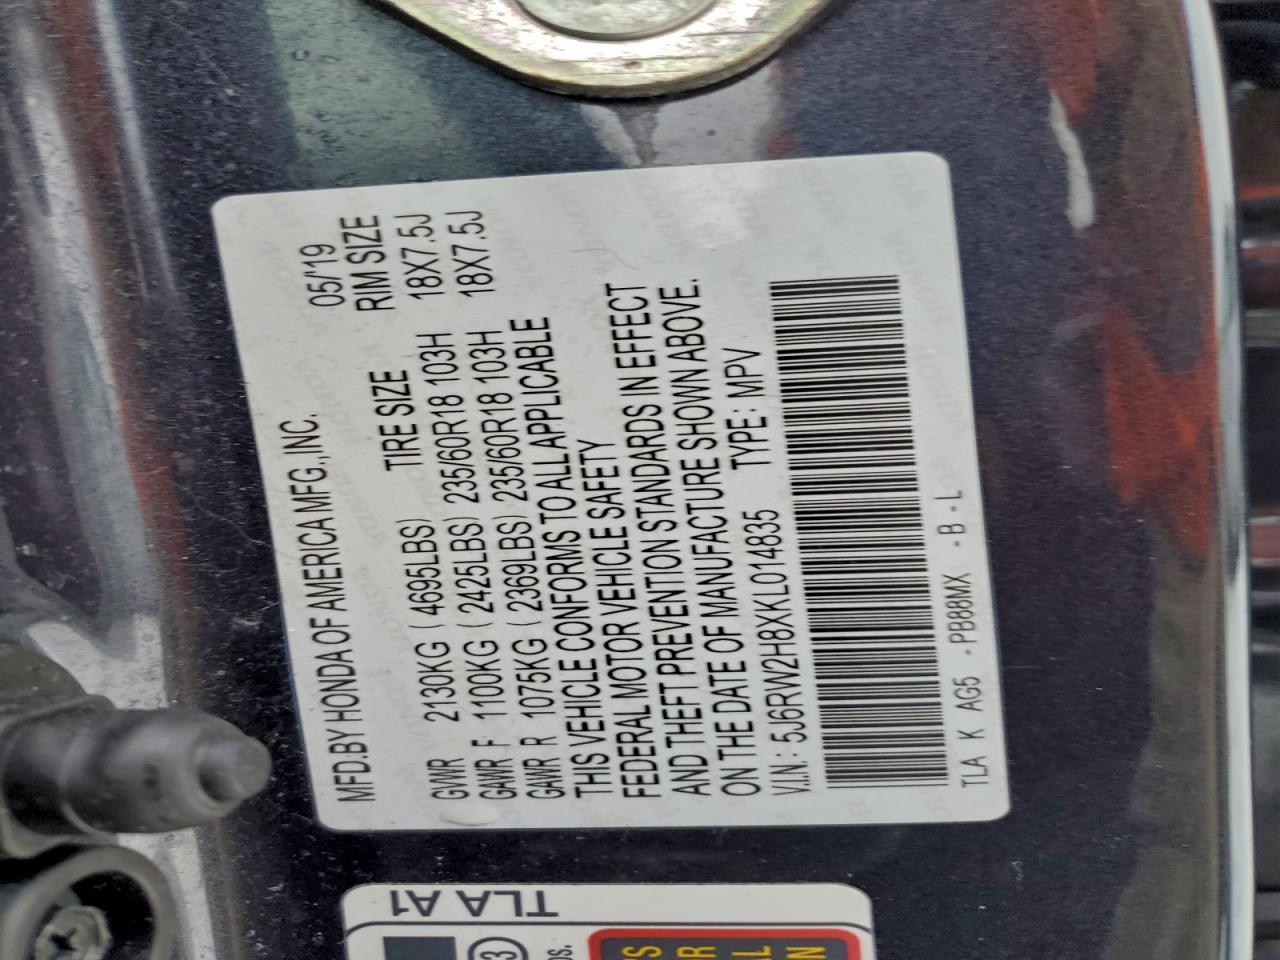 MFD.BY HONDA OF AMERICA MFG.,INC. 05/'19
TIRE SIZE RIM SIZE
GVWR 2130KG ( 4695LBS)
GAWR F 1100KG ( 2425LBS) 235/60R18 103H 18X7.5J
GAWR R 1075KG ( 2369LBS) 235/60R18 103H 18X7.5J
THIS VEHICLE CONFORMS TO ALL APPLICABLE
FEDERAL MOTOR VEHICLE SAFETY
AND THEFT PREVENTION STANDARDS IN EFFECT
ON THE DATE OF MANUFACTURE SHOWN ABOVE.
V.I.N.: 5J6RW2H8XKL014835 TYPE: MPV
TLA K AG5 -PB88MX -B-L
TLA A1